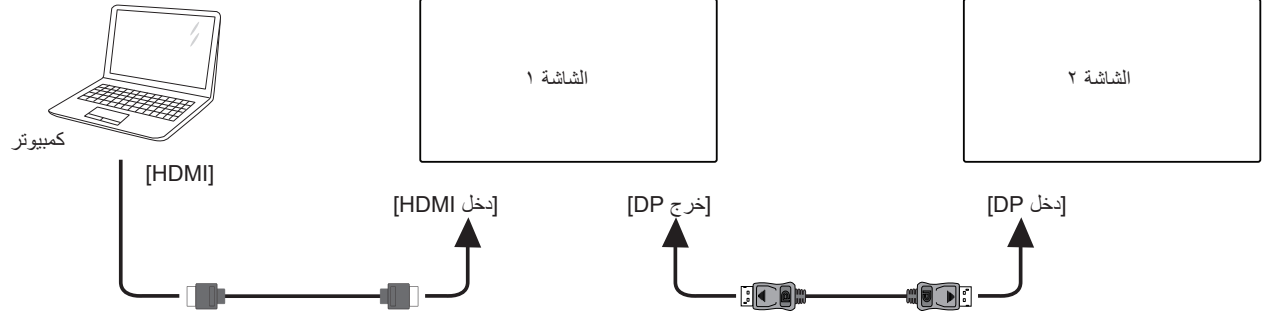 الشاشة ١
الشاشة ٢
كمبيوتر
[HDMI]
[دخل HDMI]
[خرج DP]
[دخل DP]